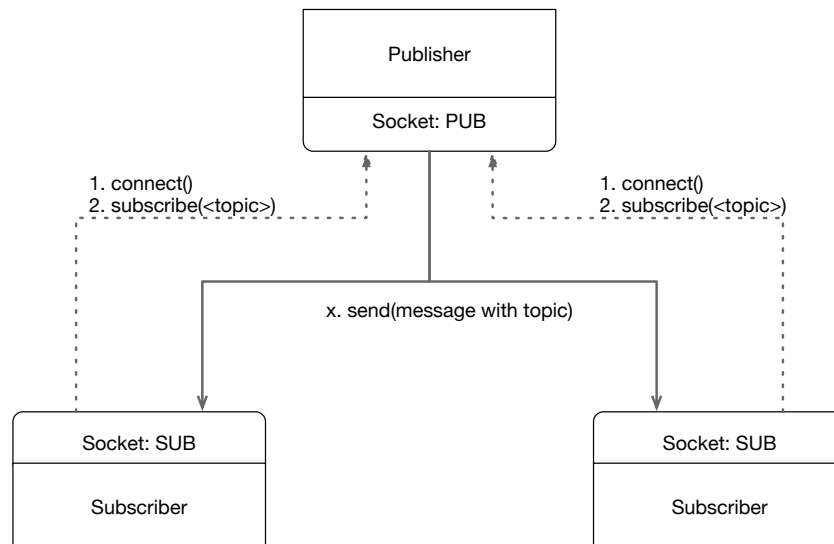 Publisher
Socket: PUB
1. connect()
2. subscribe(<topic>)
1. connect()
2. subscribe(<topic>)
x. send(message with topic)
Socket: SUB
Subscriber
Socket: SUB
Subscriber